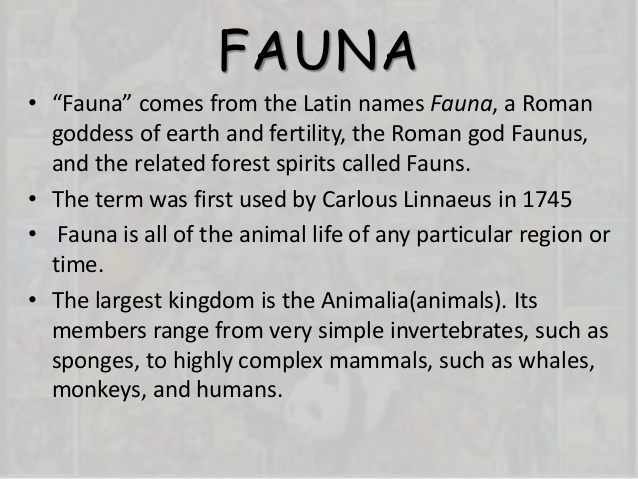 FAUNA
• “Fauna” comes from the Latin names Fauna, a Roman
goddess of earth and fertility, the Roman god Faunus,
and the related forest spirits called Fauns.
• The term was first used by Carlous Linnaeus in 1745
• Fauna is all of the animal life of any particular region or
time.
• The largest kingdom is the Animalia(animals). Its
members range from very simple invertebrates, such as
sponges, to highly complex mammals, such as whales,
monkeys, and humans.